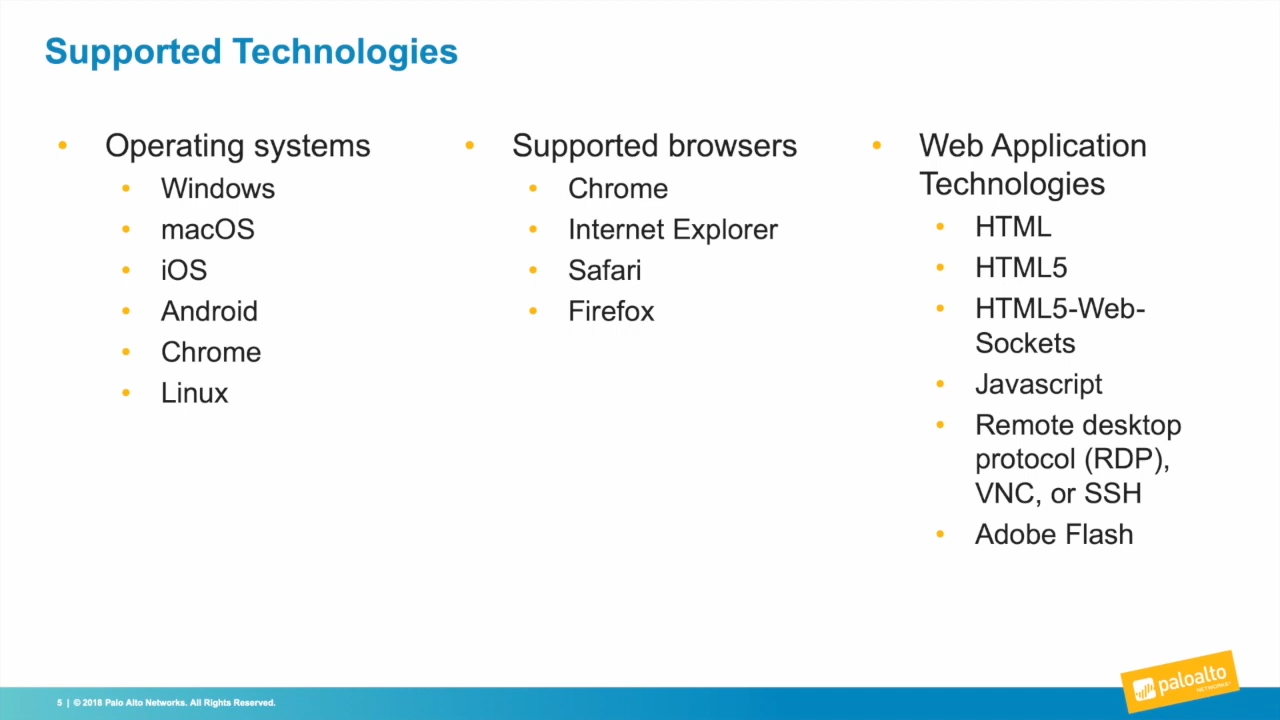 Supported Technologies
• Operating systems
• Windows
• macOS
• iOS
• Android
• Chrome
• Linux
• Supported browsers
• Chrome
• Internet Explorer
• Safari
• Firefox
• Web Application
Technologies
• HTML
• HTML5
• HTML5-Web-
Sockets
• Javascript
• Remote desktop
protocol (RDP),
VNC, or SSH
• Adobe Flash
5 | © 2018 Palo Alto Networks. All Rights Reserved.
paloalto
NETWORKS